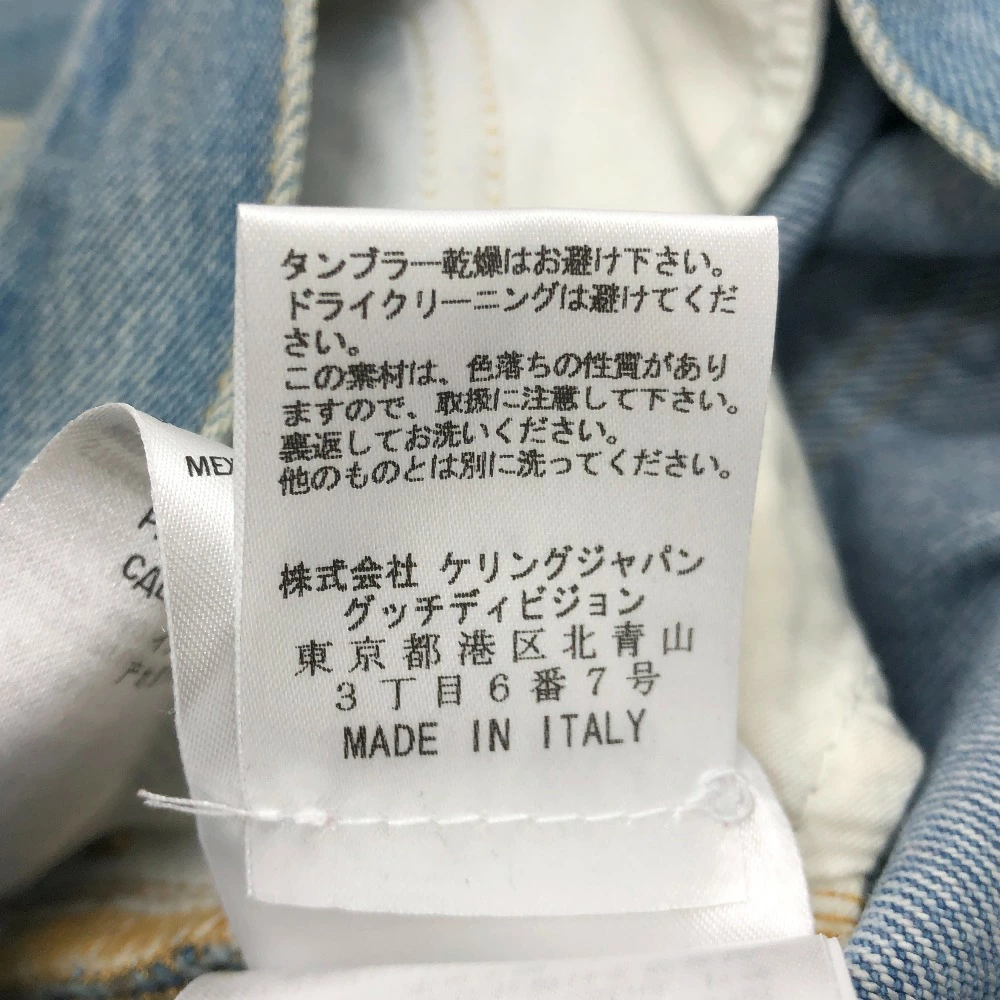 タンブラー乾燥はお避け下さい。
ドライクリーニングは避けてくだ
さい。
この素材は、色落ちの性質があり
ますので、取扱に注意して下さい。
裏返してお洗いください。
他のものとは別に洗ってください。
株式会社 ケリングジャパン
グッチディビジョン
東京都港区北青山
3丁目6番7号
MADE IN ITALY